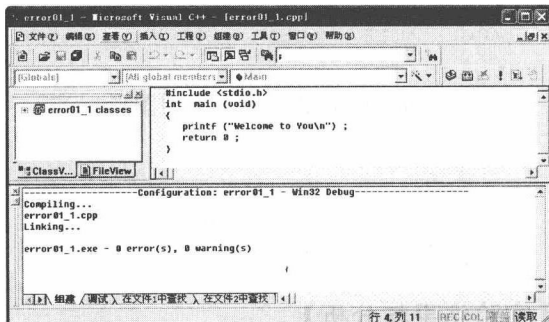 error01_1 - Microsoft Visual C++ - [error01_1.cpp]
文件(F) 编辑(E) 查看(V) 插入(I) 工程(P) 组建(B) 工具(T) 窗口(W) 帮助(H)
[Globals] [All global members] Main
error01_1 classes
ClassV... FileView
#include <stdio.h>
int main (void)
{
printf ("Welcome to You\n") ;
return 0 ;
}
--------------------Configuration: error01_1 - Win32 Debug--------------------
Compiling...
error01_1.cpp
Linking...
error01_1.exe - 0 error(s), 0 warning(s)
组建 调试 在文件1中查找 在文件2中查找
行 4, 列 11 REC COL 读取